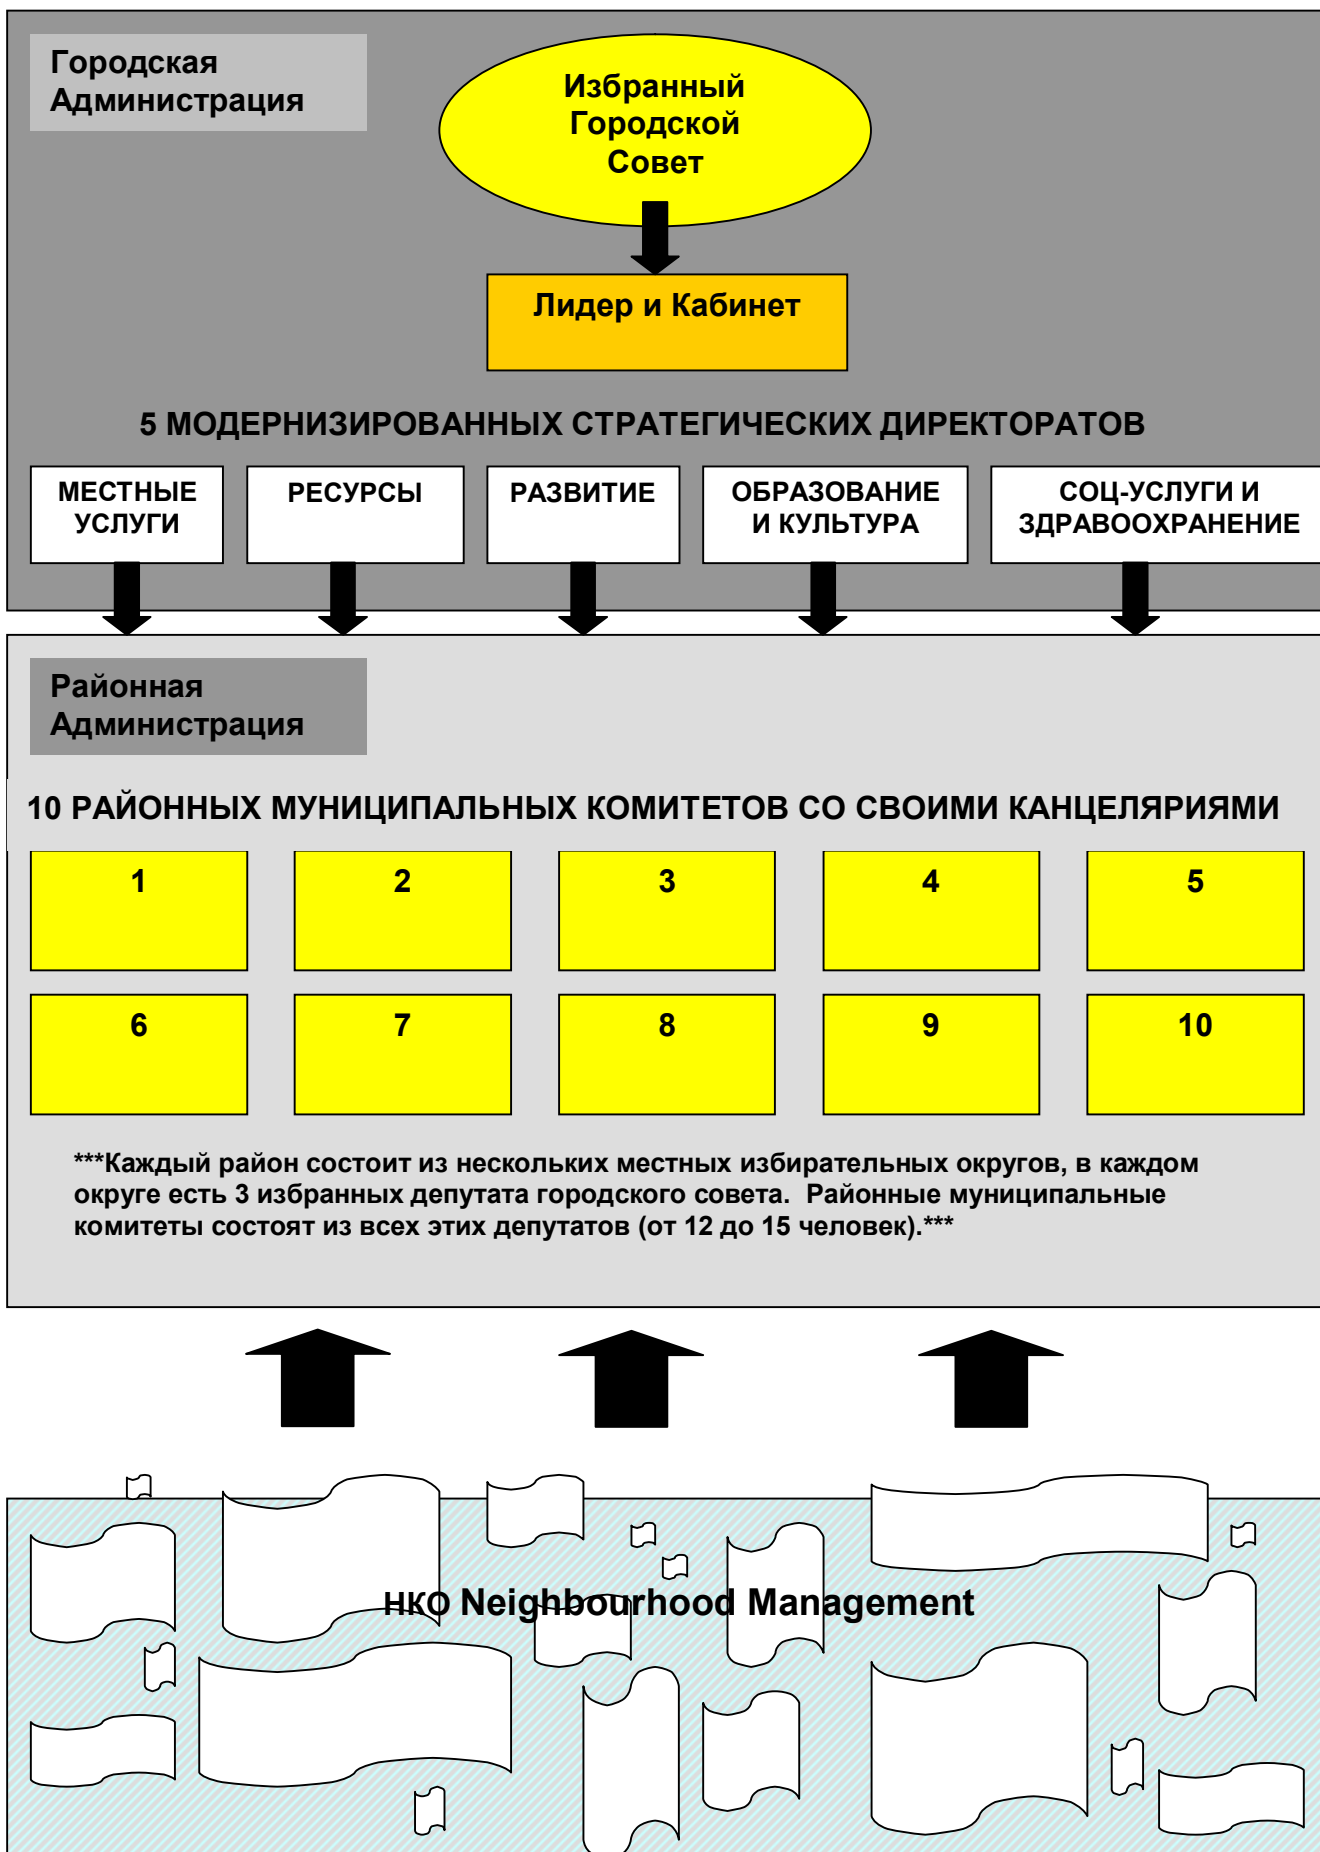 Городская
Администрация
Избранный
Городской
Совет
Лидер и Кабинет
5 МОДЕРНИЗИРОВАННЫХ СТРАТЕГИЧЕСКИХ ДИРЕКТОРАТОВ
МЕСТНЫЕ
УСЛУГИ
РЕСУРСЫ
РАЗВИТИЕ
ОБРАЗОВАНИЕ
И КУЛЬТУРА
СОЦ-УСЛУГИ И
ЗДРАВООХРАНЕНИЕ
Районная
Администрация
10 РАЙОННЫХ МУНИЦИПАЛЬНЫХ КОМИТЕТОВ СО СВОИМИ КАНЦЕЛЯРИЯМИ
1
2
3
4
5
6
7
8
9
10
***Каждый район состоит из нескольких местных избирательных округов, в каждом
округе есть 3 избранных депутата городского совета.  Районные муниципальные
комитеты состоят из всех этих депутатов (от 12 до 15 человек).***
НКО Neighbourhood Management